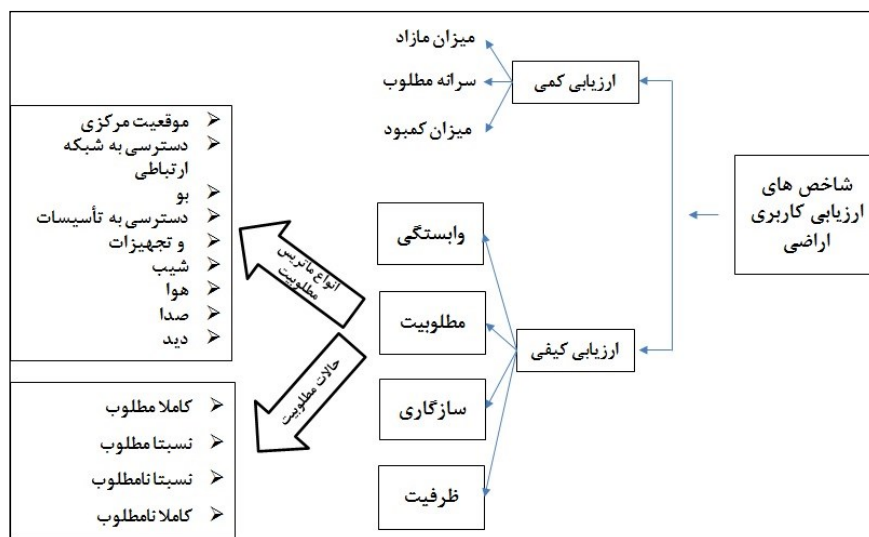 شاخص های
ارزیابی کاربری
اراضی
ارزیابی کمی
میزان مازاد
سرانه مطلوب
میزان کمبود
ارزیابی کیفی
وابستگی
مطلوبیت
سازگاری
ظرفیت
انواع ماتریس
مطلوبیت
موقعیت مرکزی
دسترسی به شبکه
ارتباطی
بو
دسترسی به تأسیسات
و تجهیزات
شیب
هوا
صدا
دید
حالات مطلوبیت
کاملا مطلوب
نسبتا مطلوب
نسبتا نامطلوب
کاملا نامطلوب